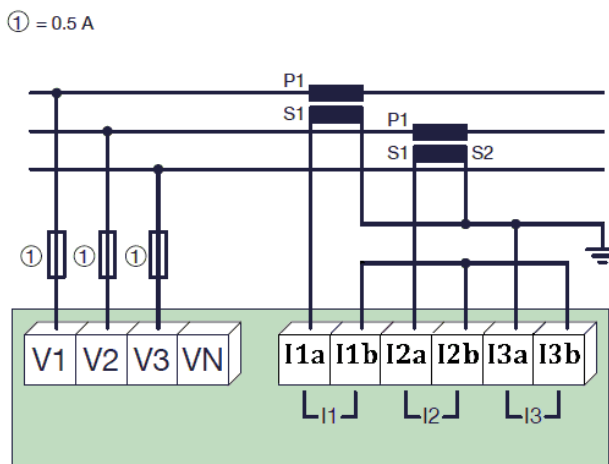 ① = 0.5 A
P1
S1
P1
S1 S2
① ① ①
V1 V2 V3 VN I1a I1b I2a I2b I3a I3b
I1 I2 I3